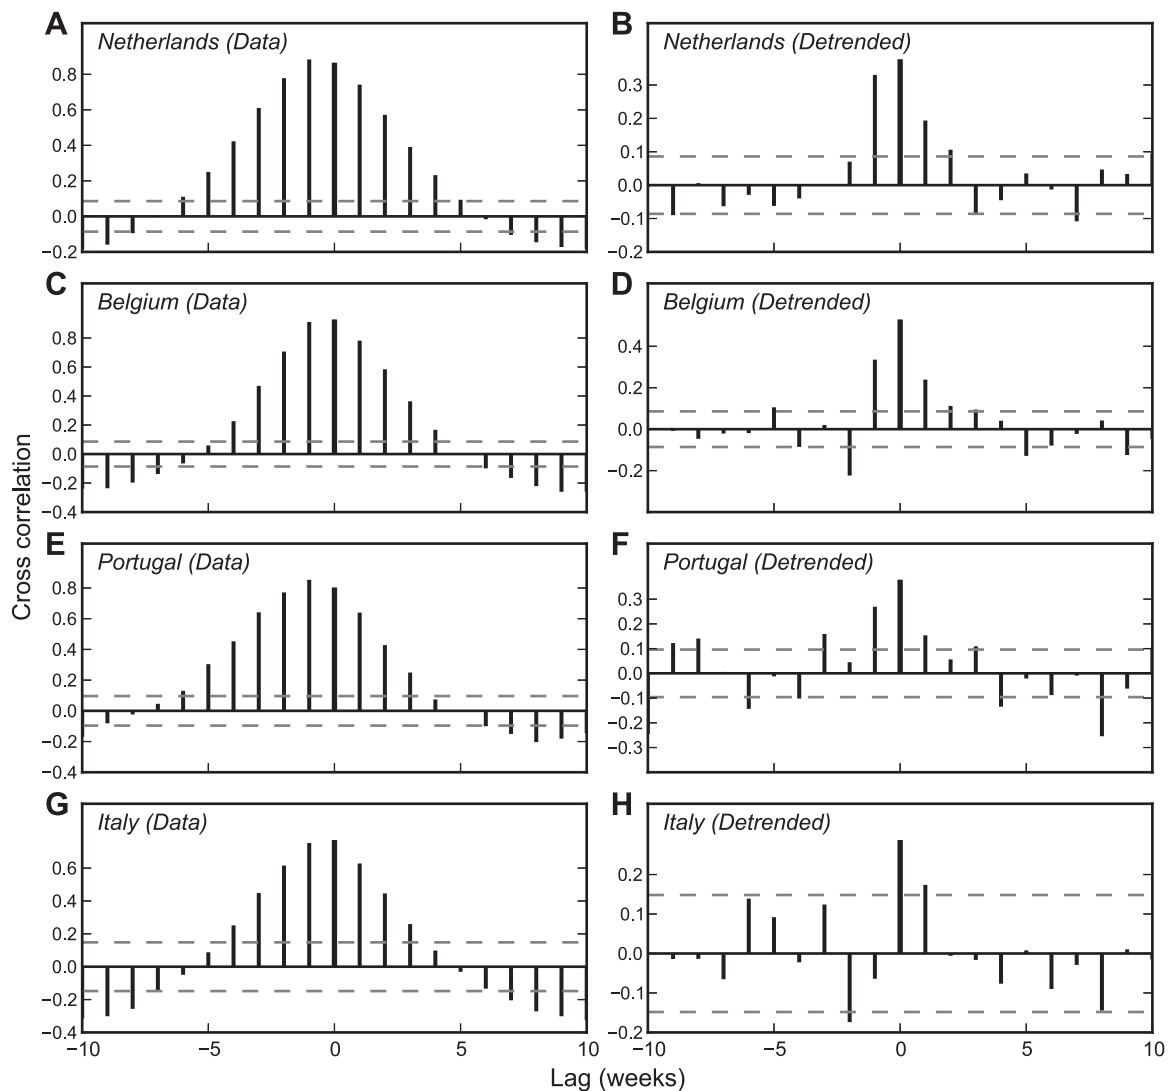 A
Netherlands (Data)
0.8
0.6
0.4
0.2
0.0
−0.2
B
Netherlands (Detrended)
0.3
0.2
0.1
0.0
−0.1
−0.2
C
Belgium (Data)
0.8
0.6
0.4
0.2
0.0
−0.2
−0.4
D
Belgium (Detrended)
0.4
0.2
0.0
−0.2
E
Portugal (Data)
0.8
0.6
0.4
0.2
0.0
−0.2
−0.4
F
Portugal (Detrended)
0.3
0.2
0.1
0.0
−0.1
−0.2
−0.3
G
Italy (Data)
0.6
0.4
0.2
0.0
−0.2
−0.4
−10 −5 0 5 10
H
Italy (Detrended)
0.2
0.1
0.0
−0.1
−0.2
−10 −5 0 5 10
Cross correlation
Lag (weeks)